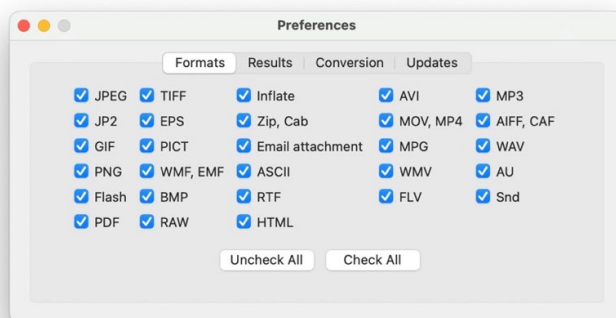 Preferences
Formats Results Conversion Updates
JPEG TIFF Inflate AVI MP3
JP2 EPS Zip, Cab MOV, MP4 AIFF, CAF
GIF PICT Email attachment MPG WAV
PNG WMF, EMF ASCII WMV AU
Flash BMP RTF FLV Snd
PDF RAW HTML
Uncheck All Check All